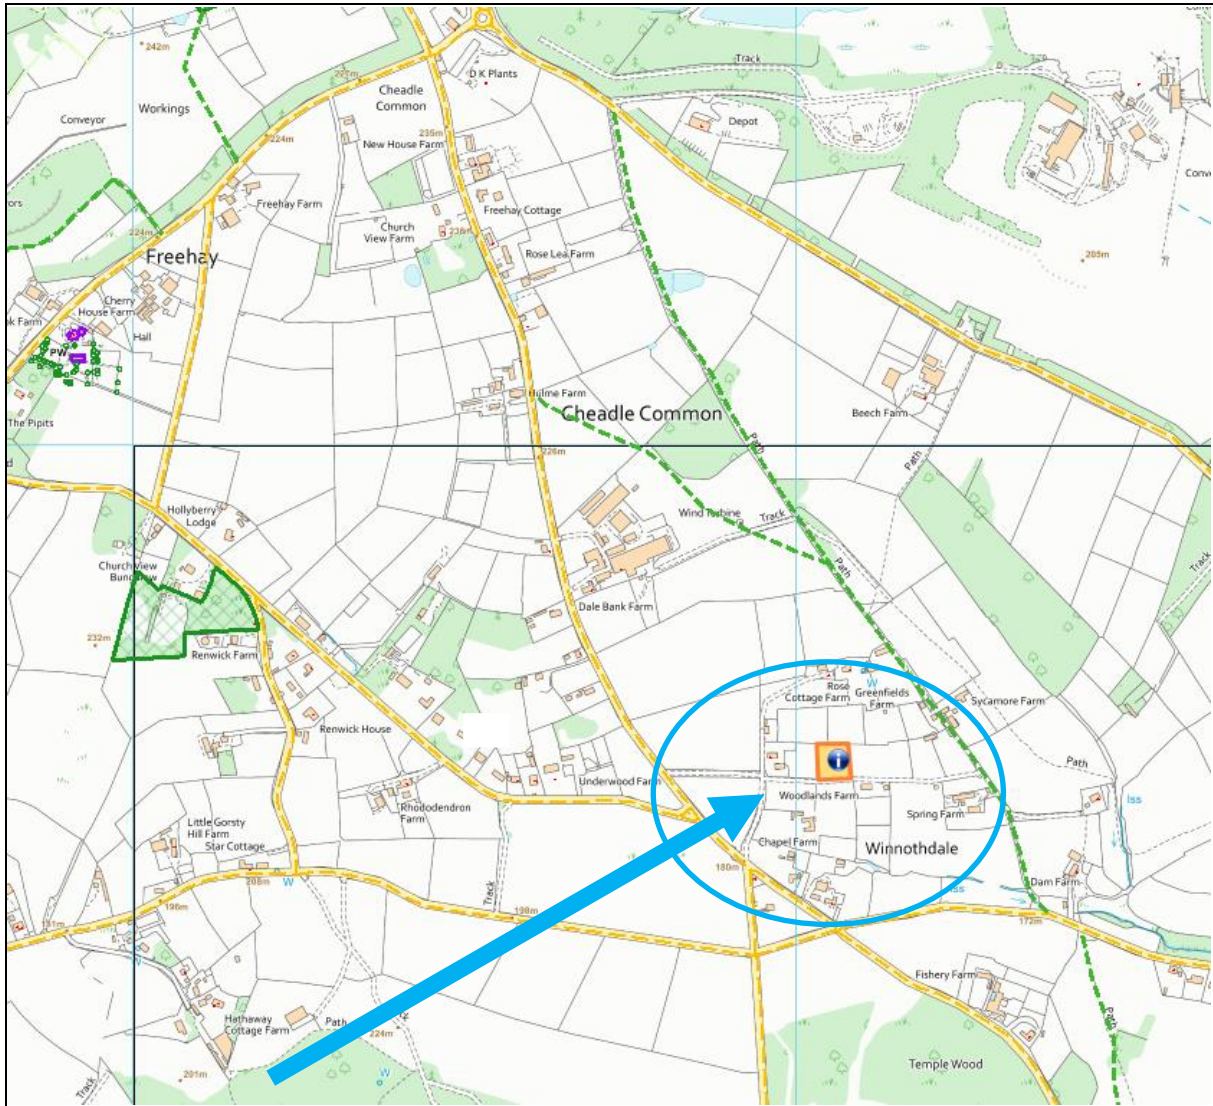 242m
Track
D K Plants
221m
Cheadle
Common
Workings
Conveyor
Depot
235m
New House Farm
224m
Freehay Farm
Freehay Cottage
Church
View Farm
236m
224m
Freehay
Rose Lea Farm
205m
Cherry
House Farm
Hall
PW
Hulme Farm
Cheadle Common
Beech Farm
The Pipits
Path
226m
Path
Hollyberry
Lodge
Wind Turbine
Track
Church View
Bungalow
Path
Track
Dale Bank Farm
232m
Renwick Farm
W
Rose
Cottage Farm
Greenfields
Farm
Sycamore Farm
Renwick House
Path
i
Underwood Farm
Woodlands Farm
Iss
Rhododendron
Farm
Spring Farm
Little Gorsty
Hill Farm
Star Cottage
Chapel Farm
Winnothdale
180m
208m
W
Track
Dam Farm
Iss
196m
198m
172m
191m
Fishery Farm
Hathaway
Cottage Farm
Path
224m
Path
Temple Wood
201m
W
Track